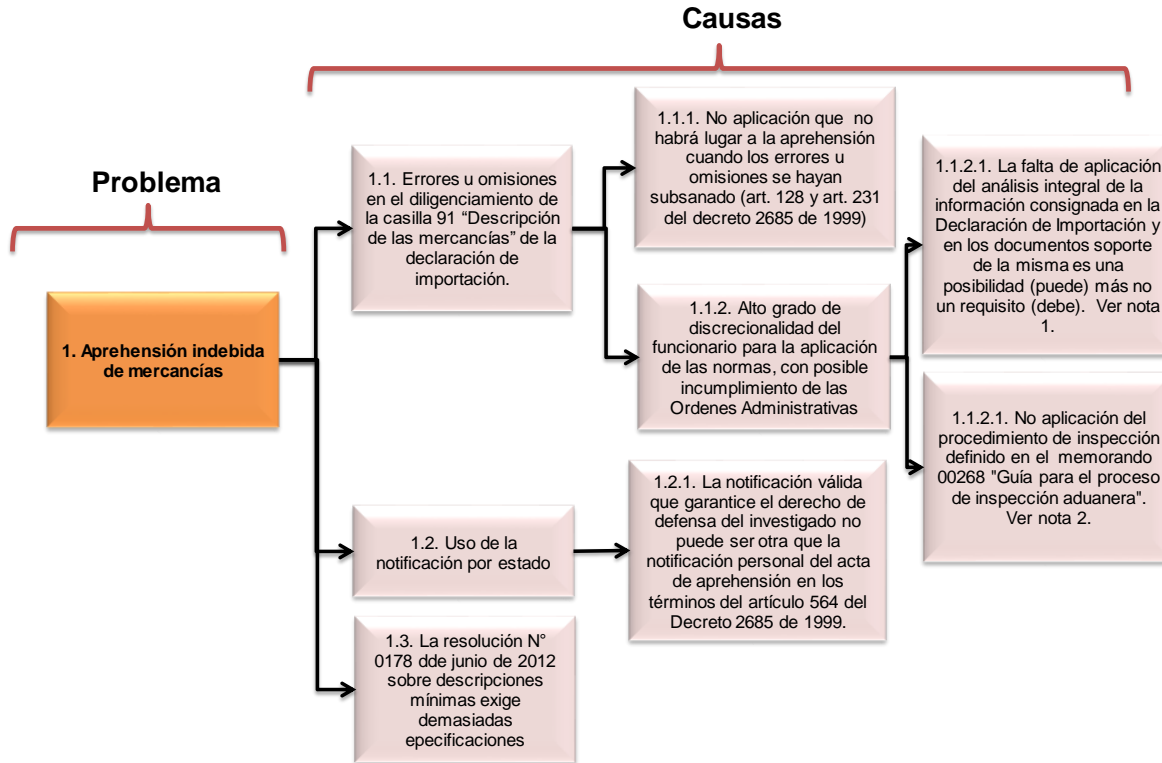 Causas
Problema
1. Aprehensión indebida
de mercancías
1.1. Errores u omisiones
en el diligenciamiento de
la casilla 91 “Descripción
de las mercancías” de la
declaración de
importación.
1.1.1. No aplicación que no
habrá lugar a la aprehensión
cuando los errores u
omisiones se hayan
subsanado (art. 128 y art. 231
del decreto 2685 de 1999)
1.1.2. Alto grado de
discrecionalidad del
funcionario para la aplicación
de las normas, con posible
incumplimiento de las
Ordenes Administrativas
1.1.2.1. La falta de aplicación
del análisis integral de la
información consignada en la
Declaración de Importación y
en los documentos soporte
de la misma es una
posibilidad (puede) más no
un requisito (debe). Ver nota
1.
1.1.2.1. No aplicación del
procedimiento de inspección
definido en el memorando
00268 "Guía para el proceso
de inspección aduanera".
Ver nota 2.
1.2. Uso de la
notificación por estado
1.2.1. La notificación válida
que garantice el derecho de
defensa del investigado no
puede ser otra que la
notificación personal del acta
de aprehensión en los
términos del artículo 564 del
Decreto 2685 de 1999.
1.3. La resolución N°
0178 dde junio de 2012
sobre descripciones
mínimas exige
demasiadas
epecificaciones